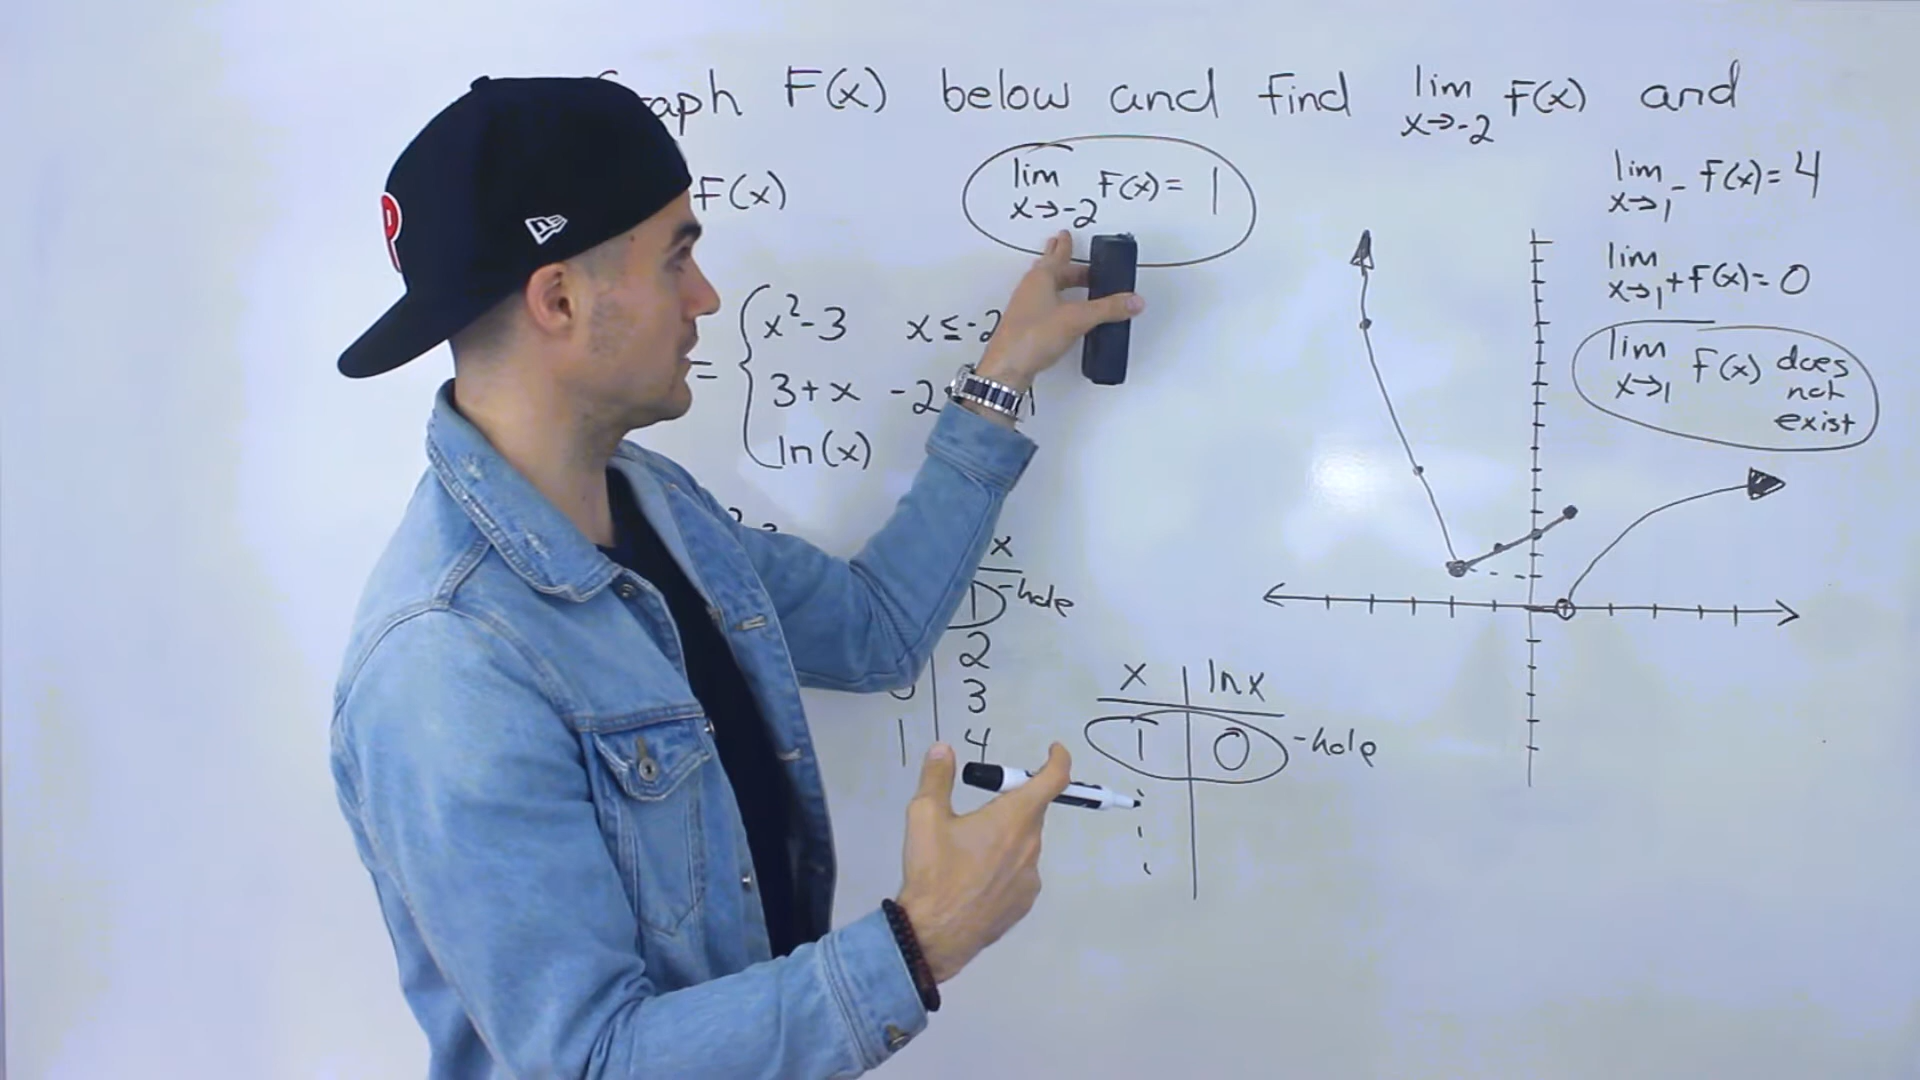 raph F(x) below and find lim F(x) and
x→-2
F(x)
lim F(x) = 1
x→-2
lim F(x) = 4
x→1⁻
lim F(x) = 0
x→1⁺
lim F(x) does not exist
x→1
= { x²-3 x≤-2
3+x -2
ln(x)
x
1 -hole
2
3
1 4
x | lnx
1 | 0 -hole
P